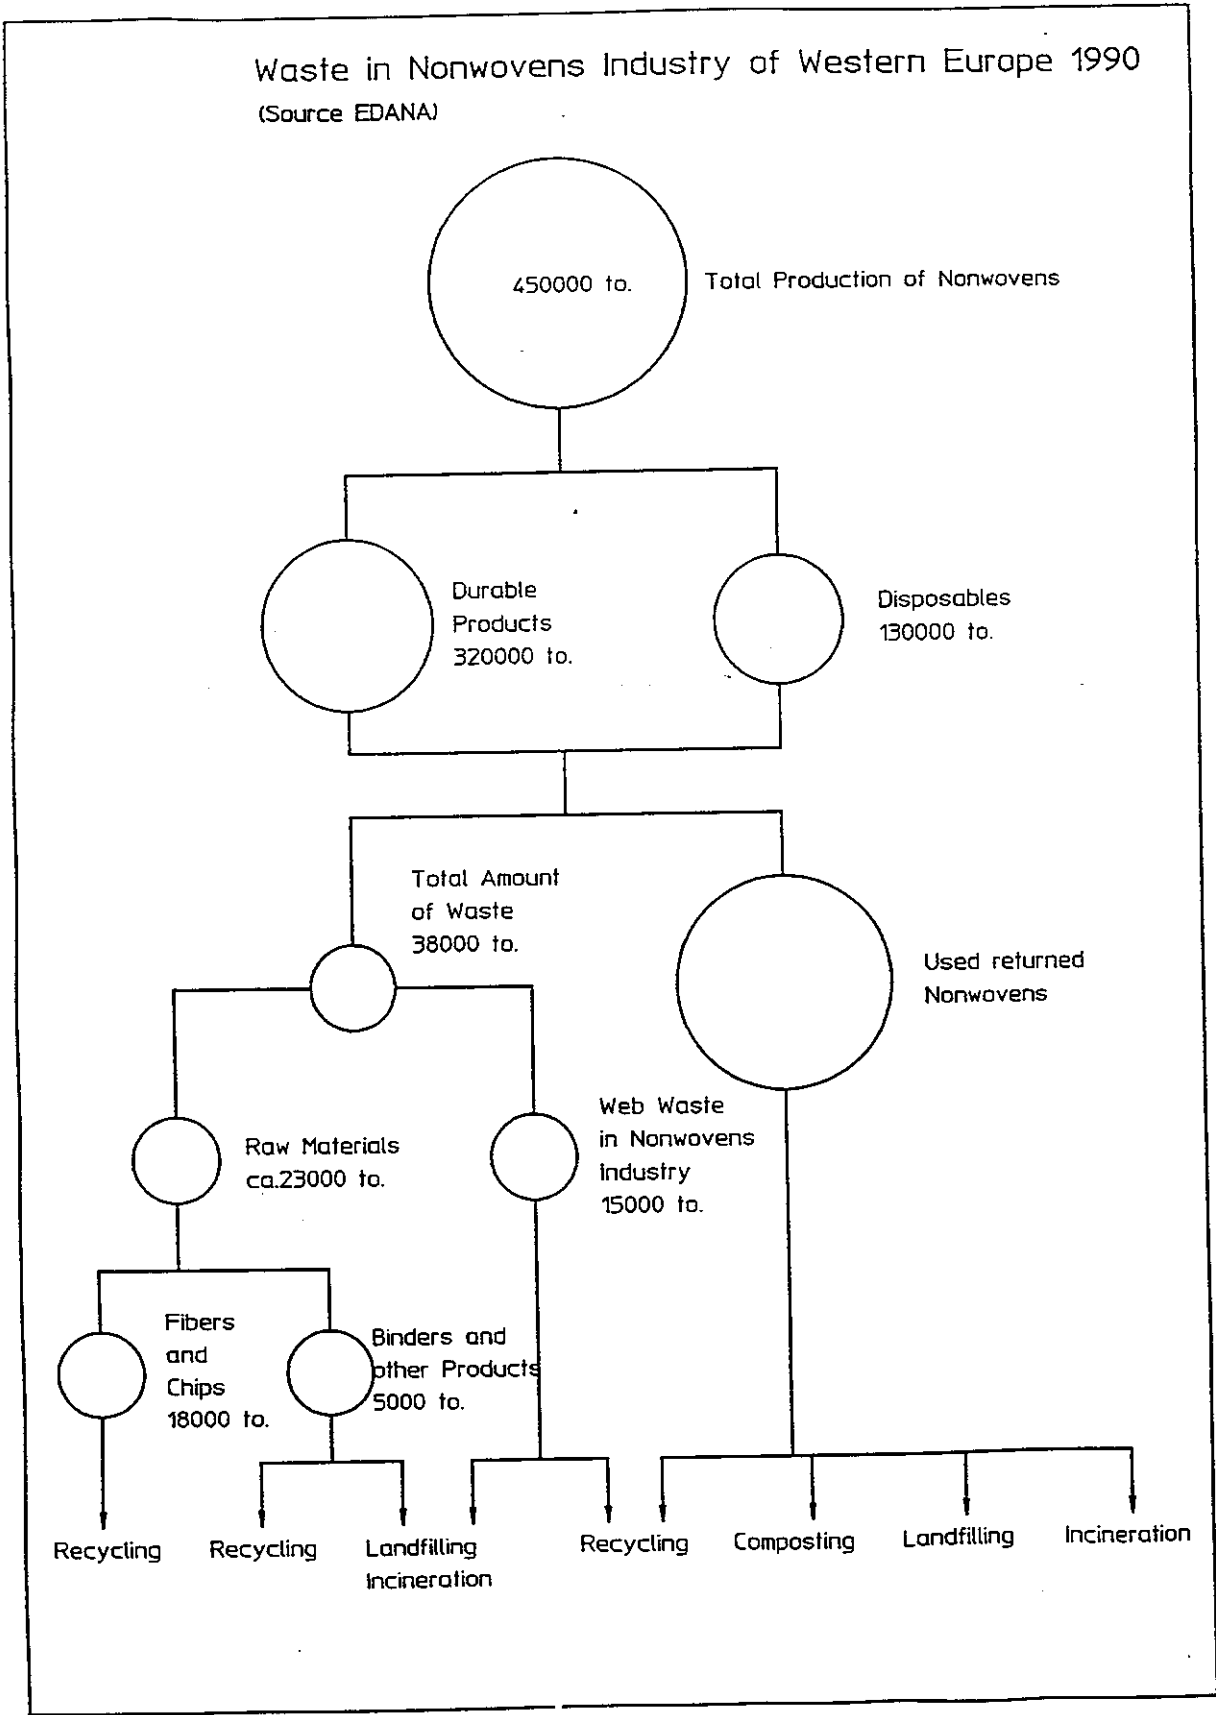 Waste in Nonwovens Industry of Western Europe 1990
(Source EDANA)
450000 to.
Total Production of Nonwovens
Durable
Products
320000 to.
Disposables
130000 to.
Total Amount
of Waste
38000 to.
Used returned
Nonwovens
Raw Materials
ca.23000 to.
Web Waste
in Nonwovens
Industry
15000 to.
Fibers
and
Chips
18000 to.
Binders and
other Products
5000 to.
Recycling
Recycling
Landfilling
Incineration
Recycling
Composting
Landfilling
Incineration